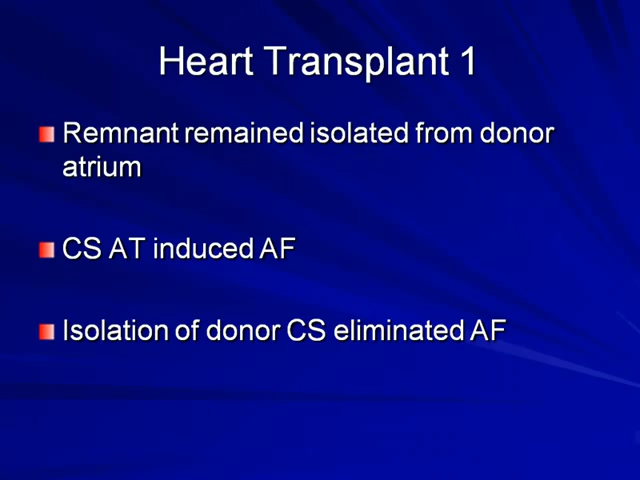 Heart Transplant 1
Remnant remained isolated from donor
atrium
CS AT induced AF
Isolation of donor CS eliminated AF